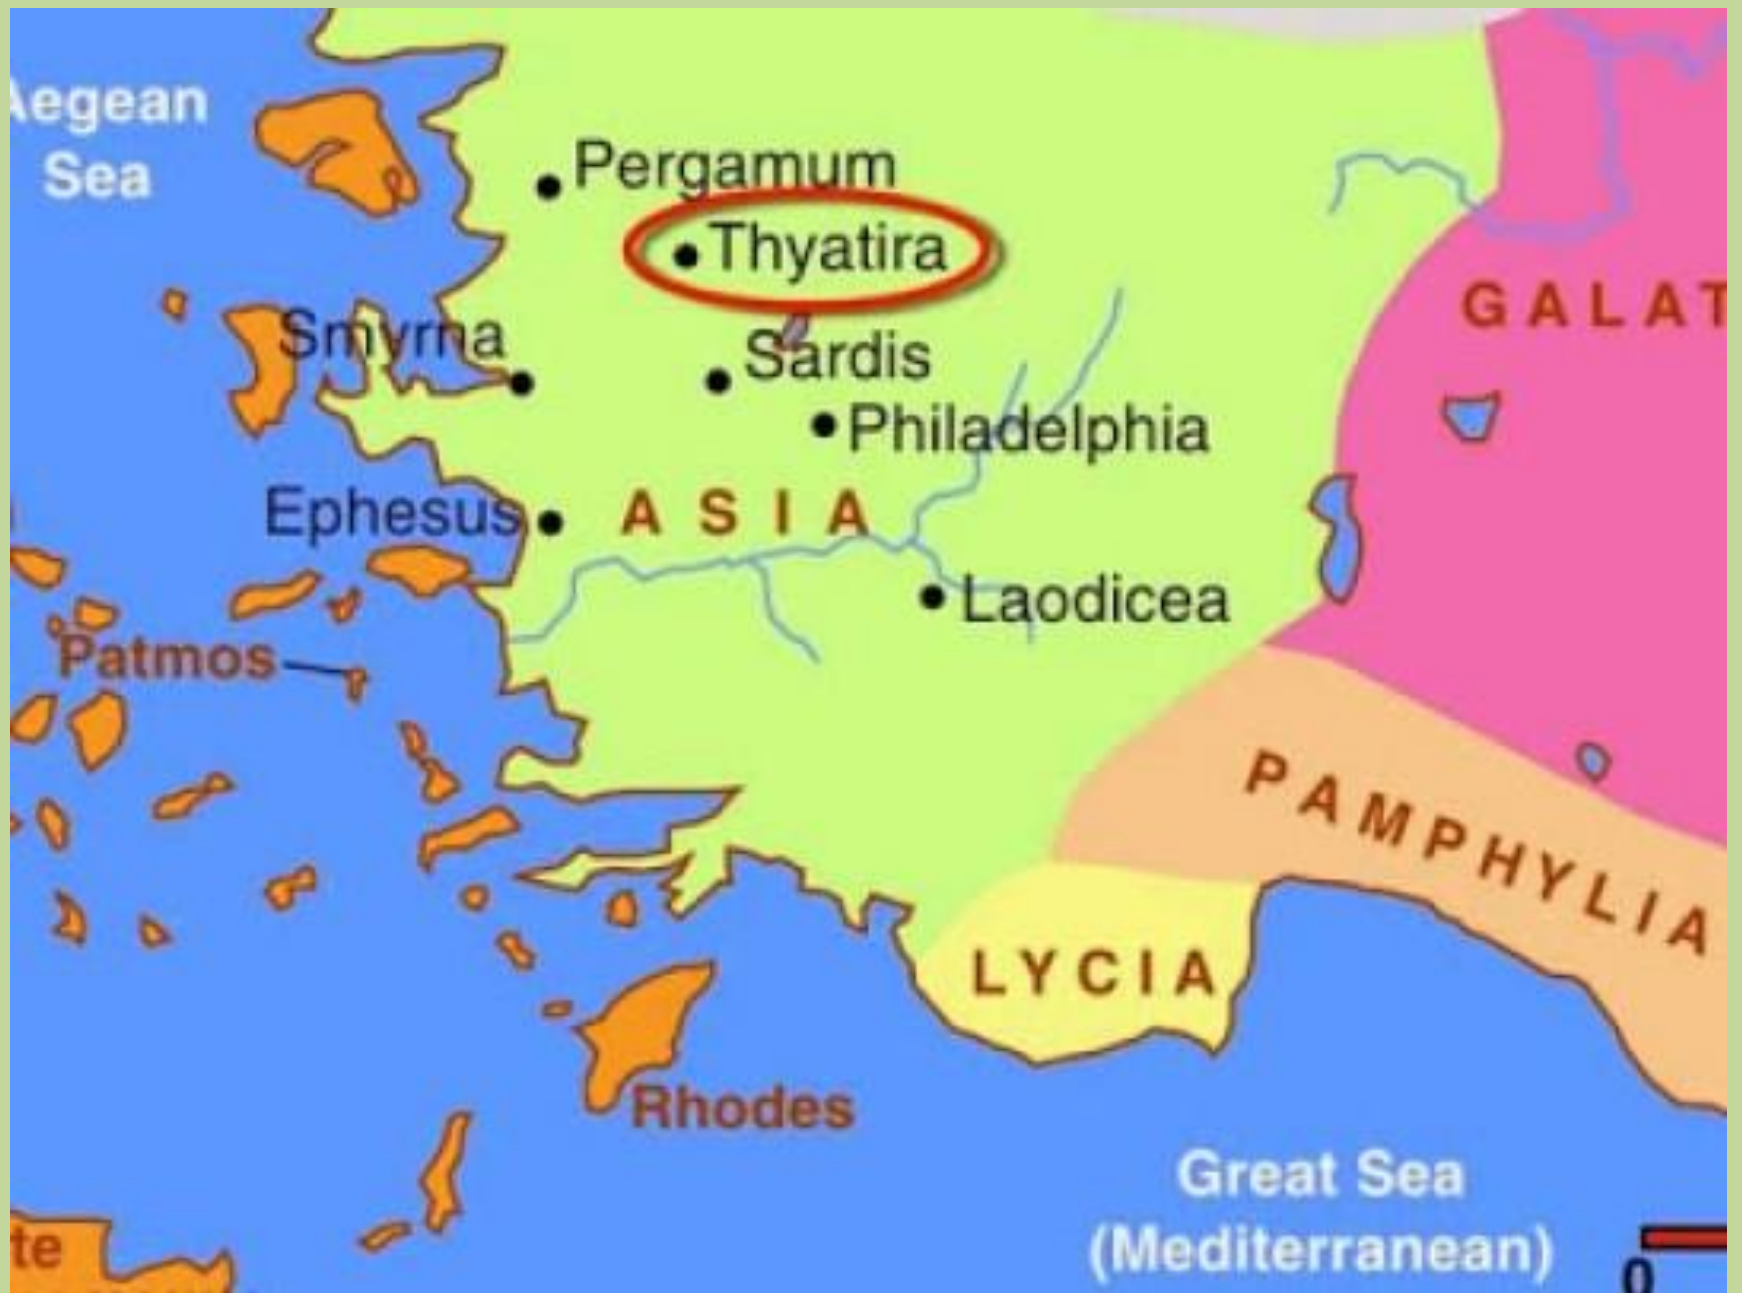 Aegean
Sea
Pergamum
Thyatira
Smyrna
Sardis
Philadelphia
GALAT
Ephesus
ASIA
Laodicea
Patmos
PAMPHYLIA
LYCIA
Rhodes
Great Sea
(Mediterranean)
te
0